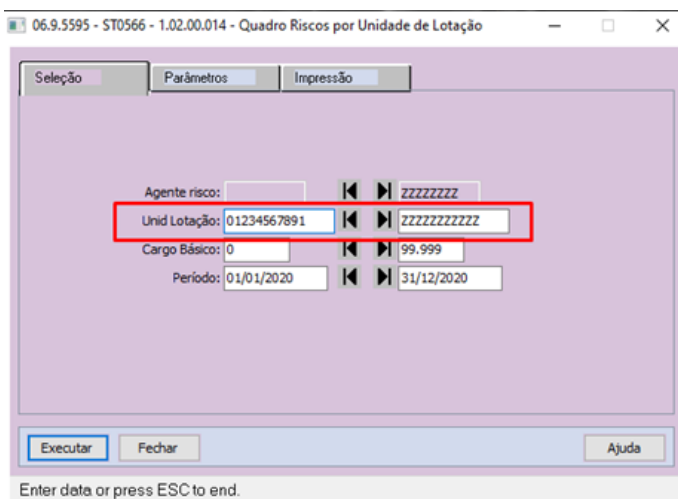 06.9.5595 - ST0566 - 1.02.00.014 - Quadro Riscos por Unidade de Lotação
Seleção Parâmetros Impressão
Agente risco: ZZZZZZZZ
Unid Lotação: 01234567891 ZZZZZZZZZZZ
Cargo Básico: 0 99.999
Período: 01/01/2020 31/12/2020
Executar Fechar Ajuda
Enter data or press ESC to end.